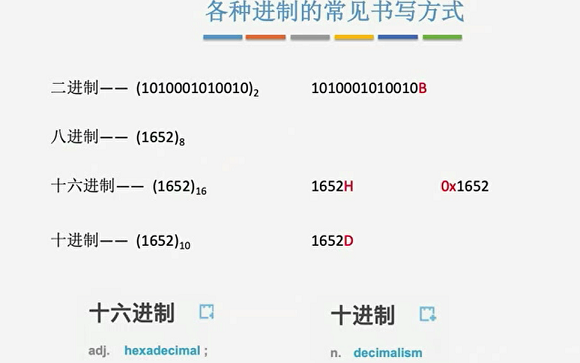 各种进制的常见书写方式
二进制—— (1010001010010)₂ 1010001010010B
八进制—— (1652)₈
十六进制—— (1652)₁₆ 1652H 0x1652
十进制—— (1652)₁₀ 1652D
十六进制 十进制
adj. hexadecimal ; n. decimalism